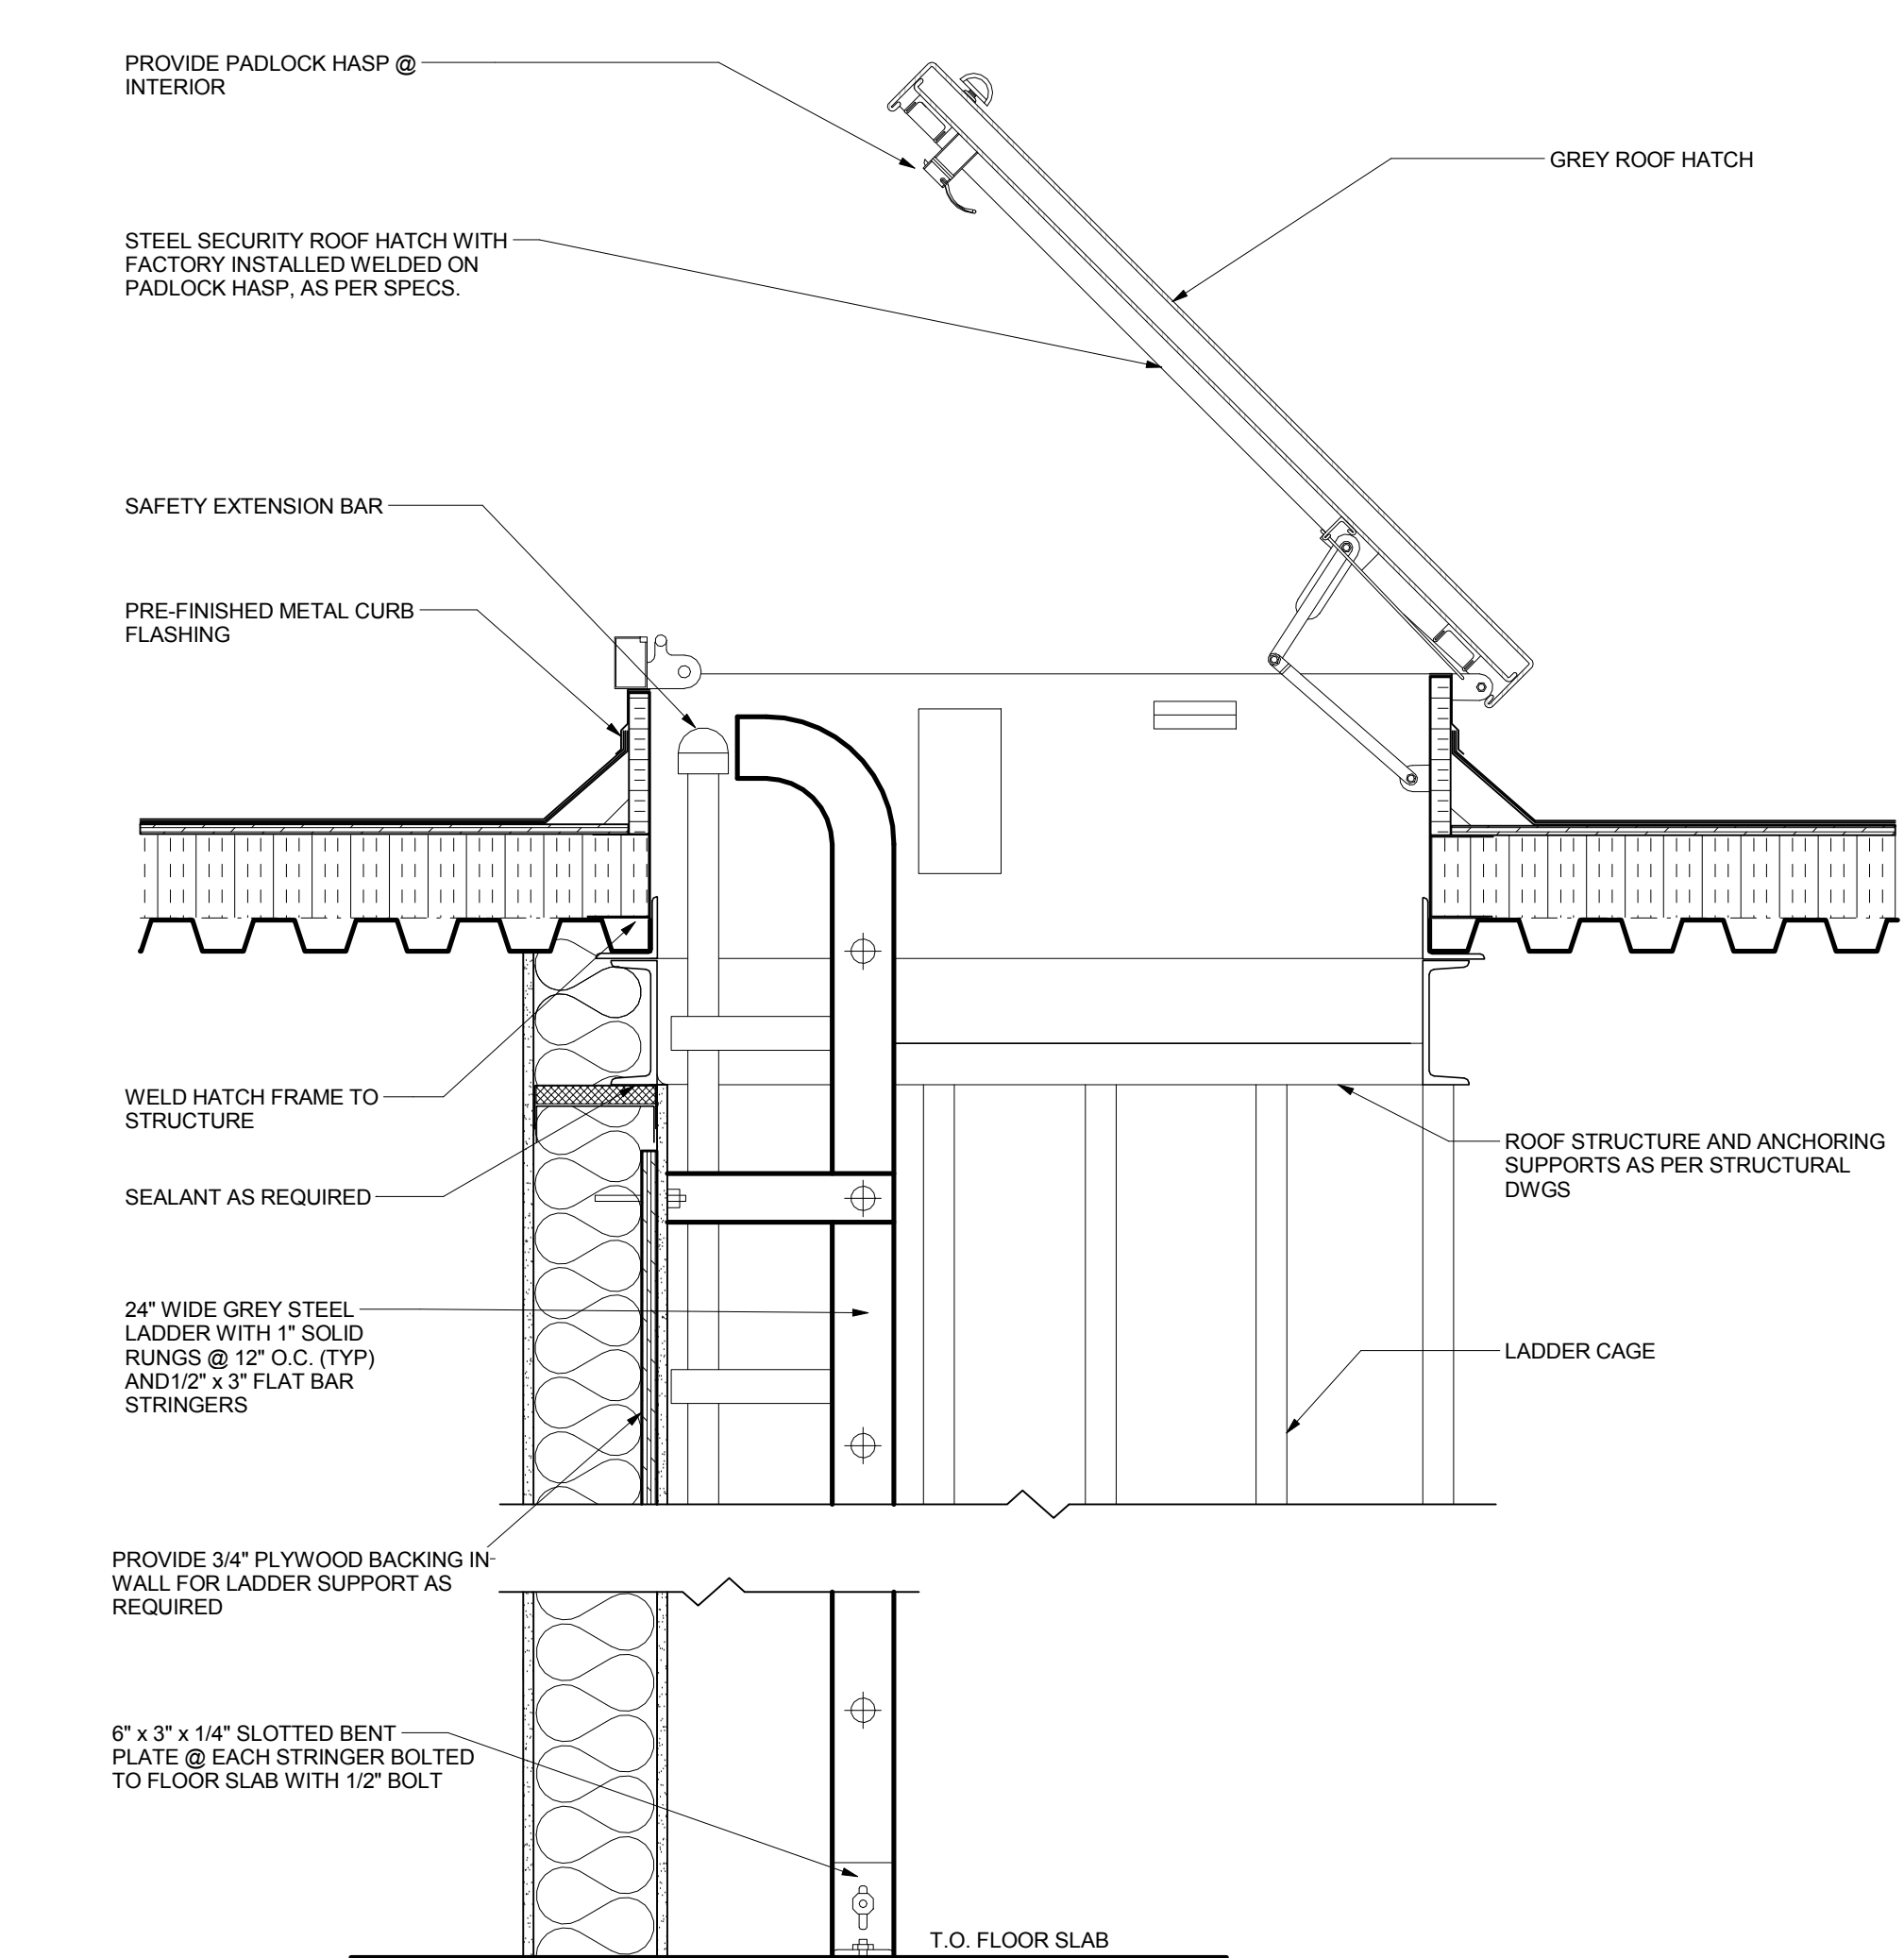 PROVIDE PADLOCK HASP @
INTERIOR
GREY ROOF HATCH
STEEL SECURITY ROOF HATCH WITH
FACTORY INSTALLED WELDED ON
PADLOCK HASP, AS PER SPECS.
SAFETY EXTENSION BAR
PRE-FINISHED METAL CURB
FLASHING
WELD HATCH FRAME TO
STRUCTURE
ROOF STRUCTURE AND ANCHORING
SUPPORTS AS PER STRUCTURAL
DWGS
SEALANT AS REQUIRED
24" WIDE GREY STEEL
LADDER WITH 1" SOLID
RUNGS @ 12" O.C. (TYP)
AND1/2" x 3" FLAT BAR
STRINGERS
LADDER CAGE
PROVIDE 3/4" PLYWOOD BACKING IN
WALL FOR LADDER SUPPORT AS
REQUIRED
6" x 3" x 1/4" SLOTTED BENT
PLATE @ EACH STRINGER BOLTED
TO FLOOR SLAB WITH 1/2" BOLT
T.O. FLOOR SLAB